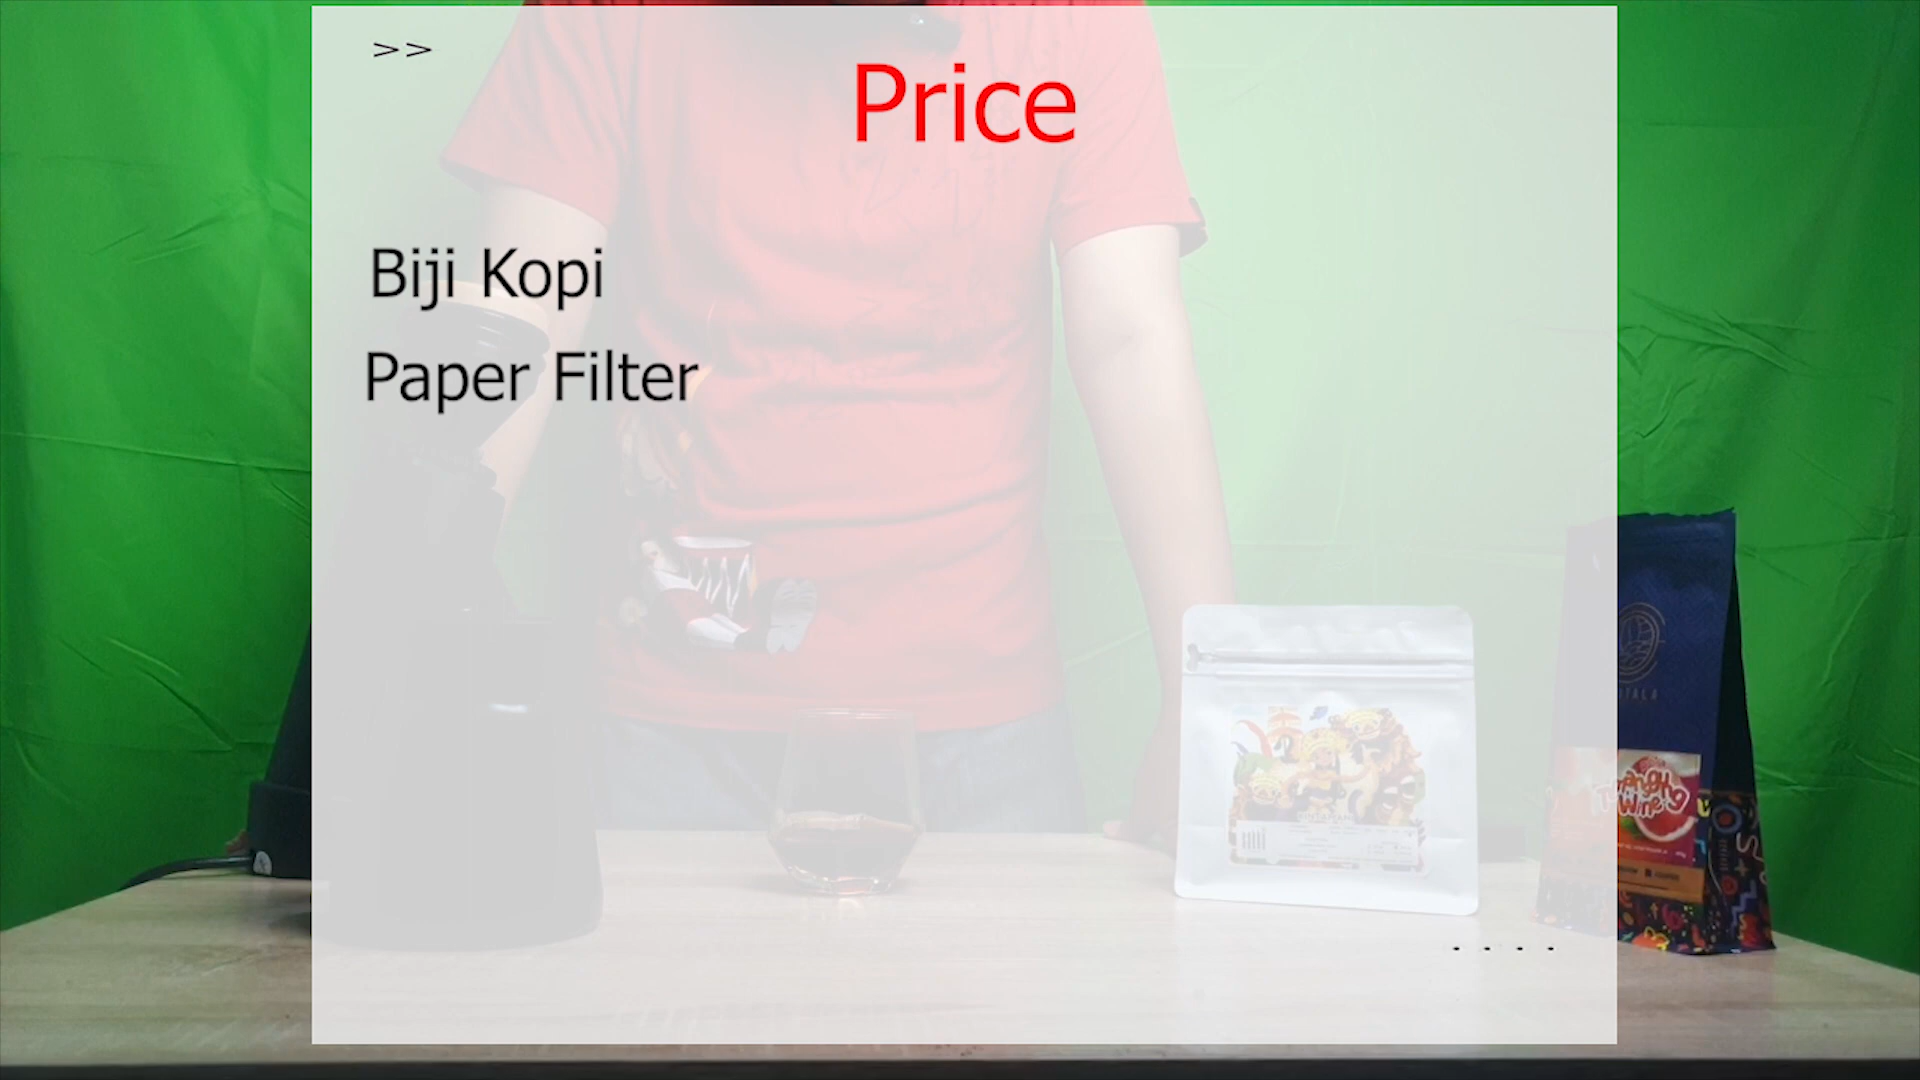 >>
Price
Biji Kopi
Paper Filter
. . . .